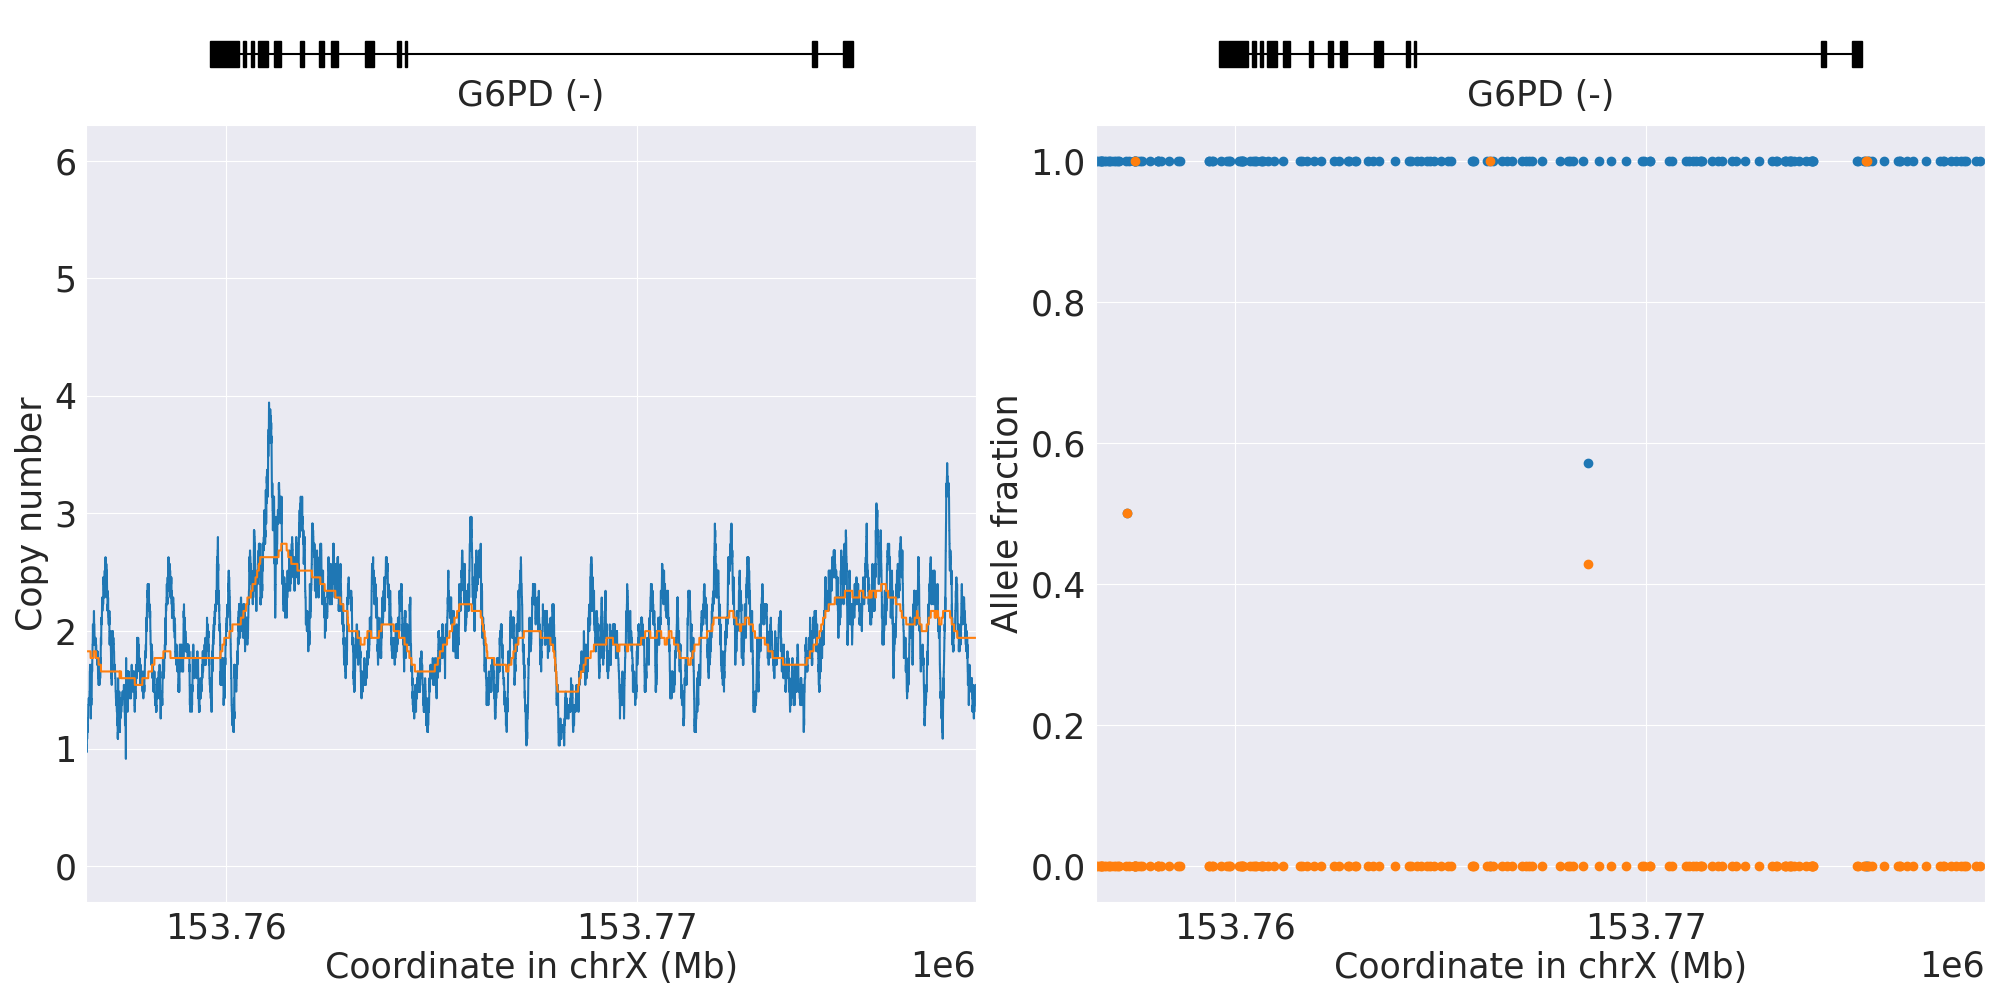 G6PD (-)
G6PD (-)
Copy number
6
5
4
3
2
1
0
153.76
153.77
Coordinate in chrX (Mb)
1e6
Allele fraction
1.0
0.8
0.6
0.4
0.2
0.0
153.76
153.77
Coordinate in chrX (Mb)
1e6